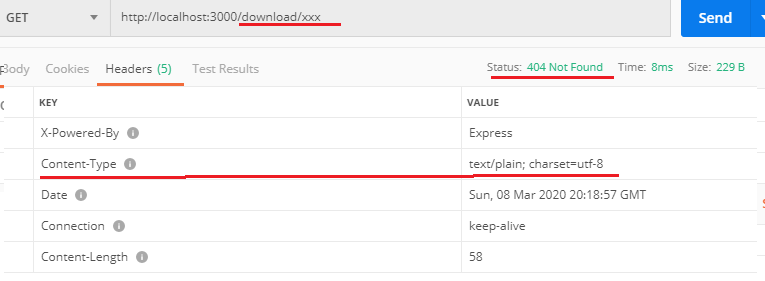 GET http://localhost:3000/download/xxx Send
Body Cookies Headers (5) Test Results Status: 404 Not Found Time: 8ms Size: 229 B
KEY VALUE
X-Powered-By Express
Content-Type text/plain; charset=utf-8
Date Sun, 08 Mar 2020 20:18:57 GMT
Connection keep-alive
Content-Length 58